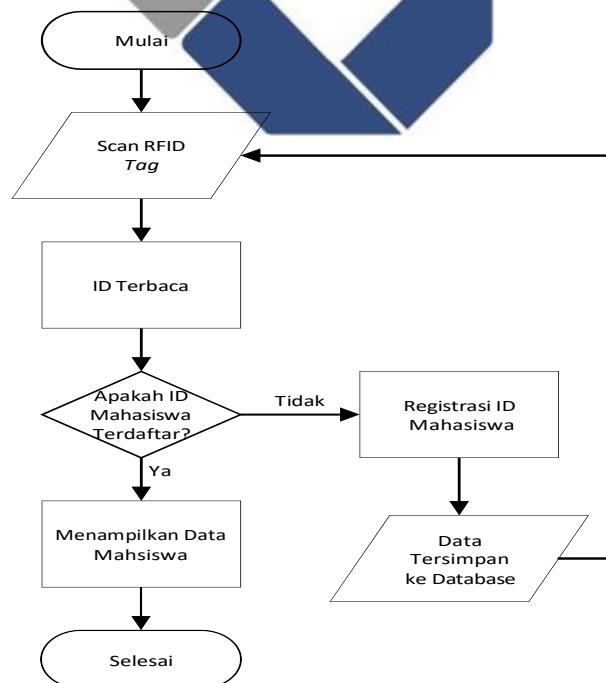 Mulai
Scan RFID
Tag
ID Terbaca
Apakah ID
Mahasiswa
Terdaftar?
Tidak
Registrasi ID
Mahasiswa
Ya
Menampilkan Data
Mahsiswa
Data
Tersimpan
ke Database
Selesai